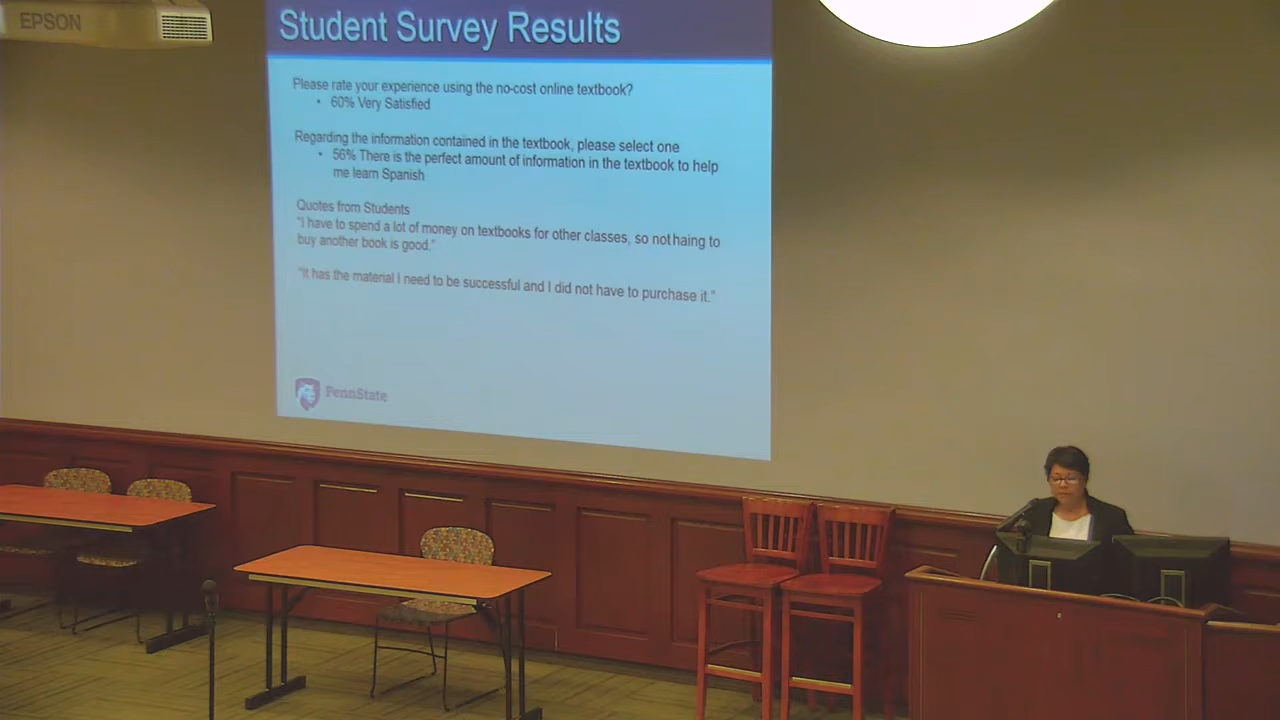 EPSON
Student Survey Results
Please rate your experience using the no-cost online textbook?
• 60% Very Satisfied
Regarding the information contained in the textbook, please select one
• 56% There is the perfect amount of information in the textbook to help
me learn Spanish
Quotes from Students
"I have to spend a lot of money on textbooks for other classes, so not haing to
buy another book is good."
"It has the material I need to be successful and I did not have to purchase it."
PennState